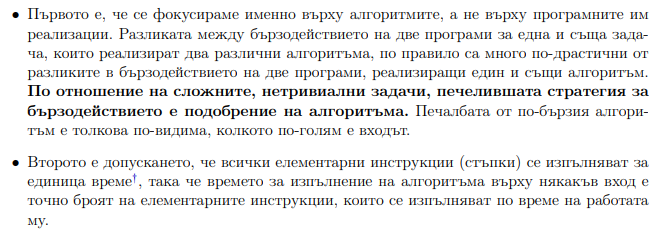 • Първото е, че се фокусираме именно върху алгоритмите, а не върху програмните им
реализации. Разликата между бързодействието на две програми за една и съща зада-
ча, които реализират два различни алгоритъма, по правило са много по-драстични от
разликите в бързодействието на две програми, реализиращи един и същи алгоритъм.
По отношение на сложните, нетривиални задачи, печелившата стратегия за
бързодействието е подобрение на алгоритъма. Печалбата от по-бързия алгори-
тъм е толкова по-видима, колкото по-голям е входът.
• Второто е допускането, че всички елементарни инструкции (стъпки) се изпълняват за
единица време†, така че времето за изпълнение на алгоритъма върху някакъв вход е
точно броят на елементарните инструкции, които се изпълняват по време на работата
му.